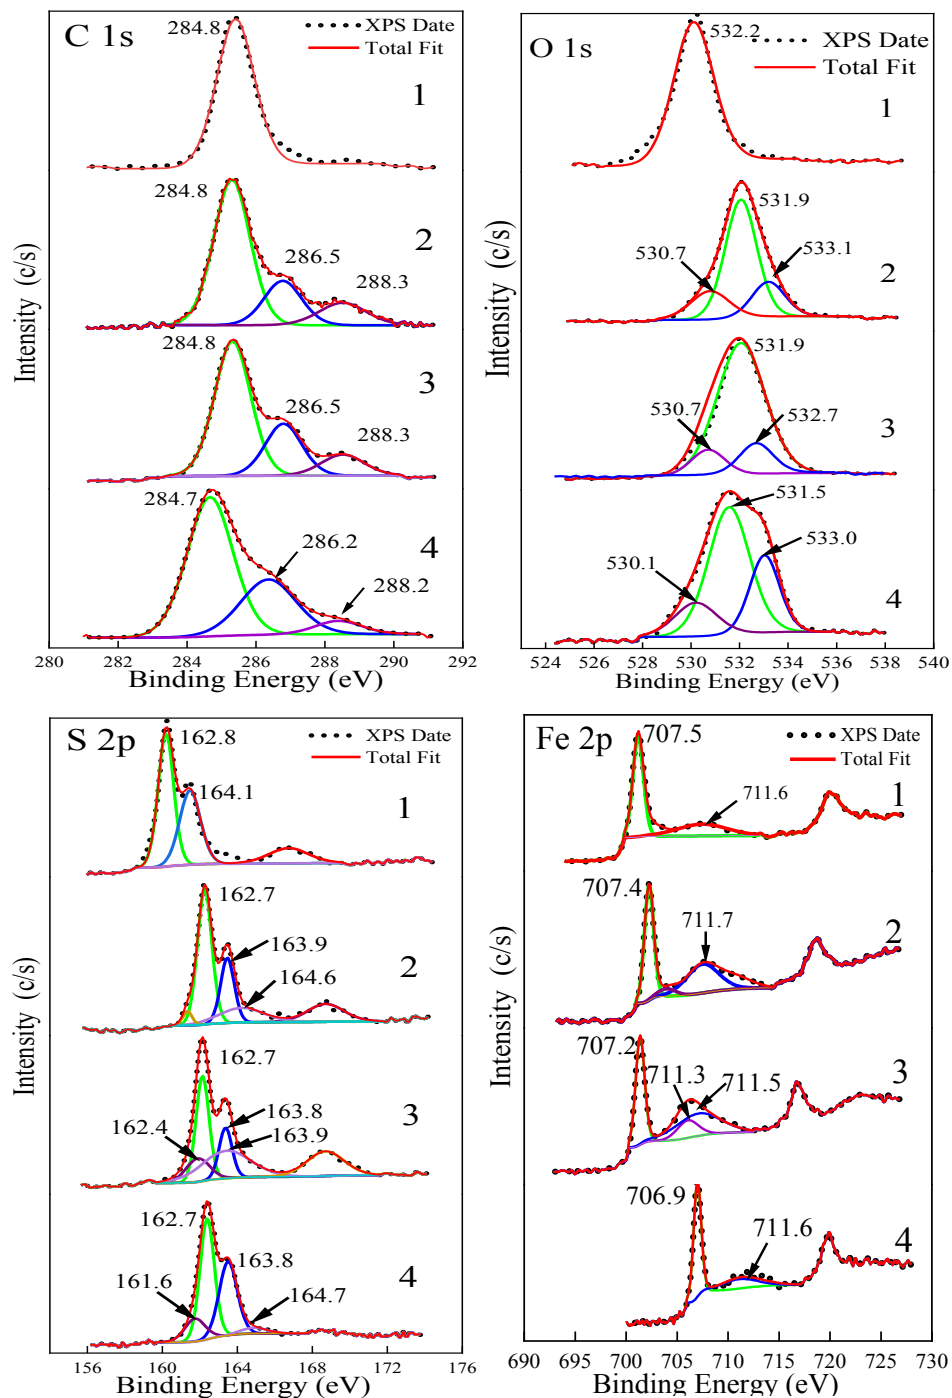 C 1s
284.8
XPS Date
Total Fit
1
284.8
286.5
288.3
2
284.8
286.5
288.3
3
284.7
286.2
288.2
4
Intensity (c/s)
280 282 284 286 288 290 292
Binding Energy (eV)
O 1s
532.2
XPS Date
Total Fit
1
531.9
530.7
533.1
2
531.9
530.7
532.7
3
531.5
530.1
533.0
4
Intensity (c/s)
524 526 528 530 532 534 536 538 540
Binding Energy (eV)
S 2p
162.8
XPS Date
Total Fit
164.1
1
162.7
163.9
164.6
2
162.7
163.8
162.4
163.9
3
162.7
163.8
161.6
164.7
4
Intensity (c/s)
156 160 164 168 172 176
Binding Energy (eV)
Fe 2p
707.5
XPS Date
Total Fit
711.6
1
707.4
711.7
2
707.2
711.3
711.5
3
706.9
711.6
4
Intensity (c/s)
690 695 700 705 710 715 720 725 730
Binding Energy (eV)